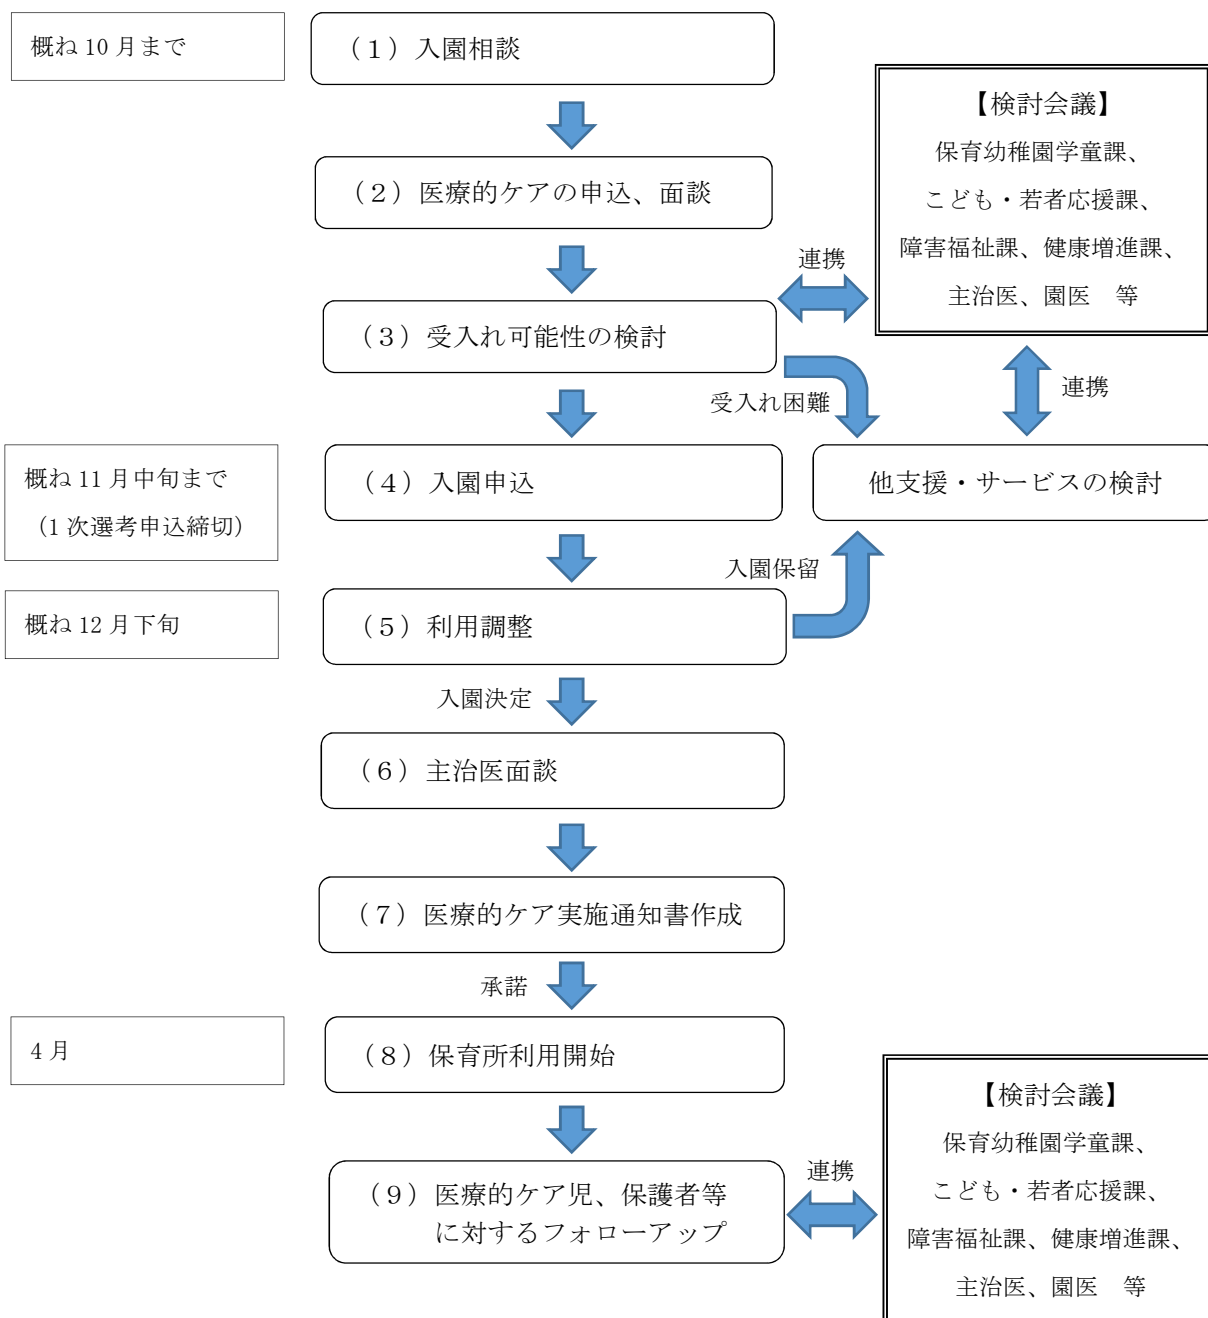 概ね 10 月まで
（１）入園相談
【検討会議】
保育幼稚園学童課、
こども・若者応援課、
障害福祉課、健康増進課、
主治医、園医　等
（２）医療的ケアの申込、面談
連携
（３）受入れ可能性の検討
受入れ困難
連携
概ね 11 月中旬まで
（1 次選考申込締切）
（４）入園申込
他支援・サービスの検討
入園保留
概ね 12 月下旬
（５）利用調整
入園決定
（６）主治医面談
（７）医療的ケア実施通知書作成
承諾
4 月
（８）保育所利用開始
（９）医療的ケア児、保護者等
に対するフォローアップ
連携
【検討会議】
保育幼稚園学童課、
こども・若者応援課、
障害福祉課、健康増進課、
主治医、園医　等